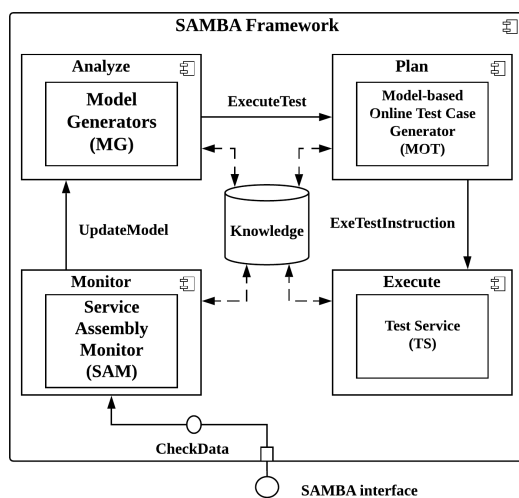 SAMBA Framework
Analyze
Model
Generators
(MG)
ExecuteTest
Plan
Model-based
Online Test Case
Generator
(MOT)
UpdateModel
Knowledge
ExeTestInstruction
Monitor
Service
Assembly
Monitor
(SAM)
Execute
Test Service
(TS)
CheckData
SAMBA interface